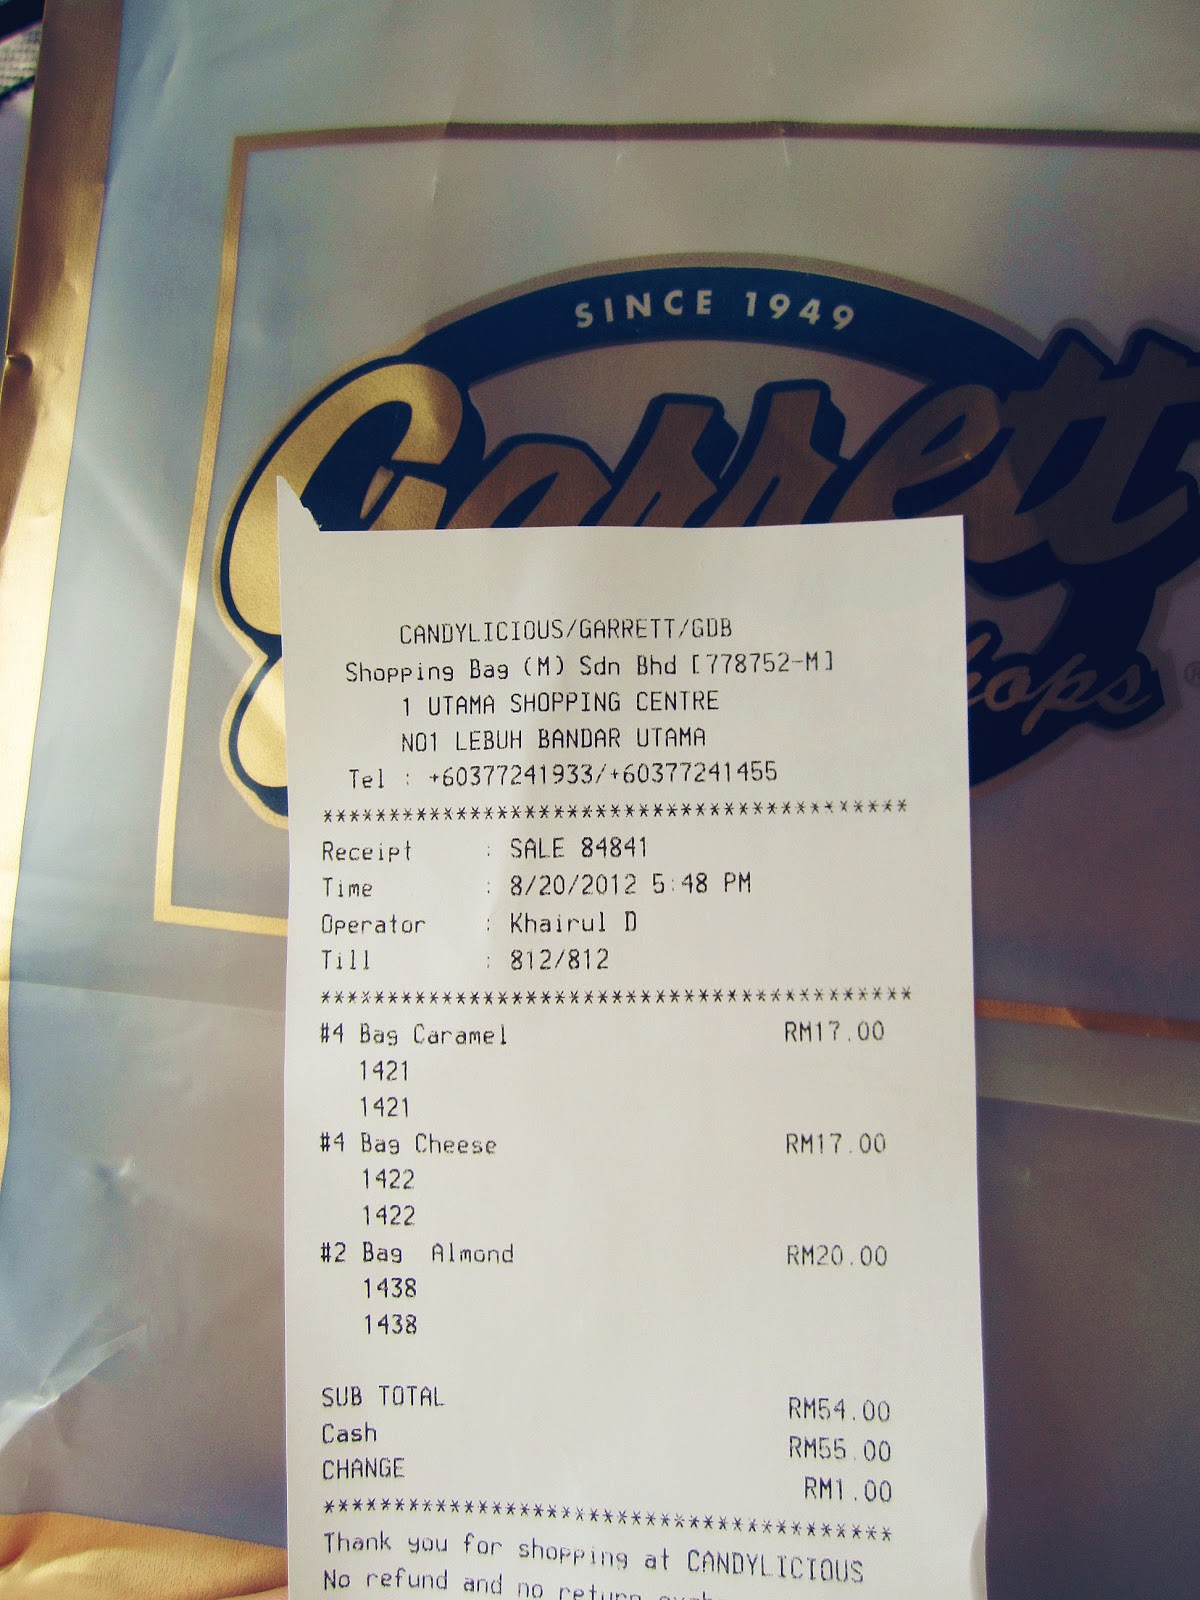 SINCE 1949
Garrett
hops
CANDYLICIOUS/GARRETT/GDB
Shopping Bag (M) Sdn Bhd [778752-M]
1 UTAMA SHOPPING CENTRE
NO1 LEBUH BANDAR UTAMA
Tel : +60377241933/+60377241455
********************************************
Receipt : SALE 84841
Time : 8/20/2012 5:48 PM
Operator : Khairul D
Till : 812/812
********************************************
#4 Bag Caramel RM17.00
1421
1421
#4 Bag Cheese RM17.00
1422
1422
#2 Bag Almond RM20.00
1438
1438
SUB TOTAL RM54.00
Cash RM55.00
CHANGE RM1.00
********************************************
Thank you for shopping at CANDYLICIOUS
No refund and no return